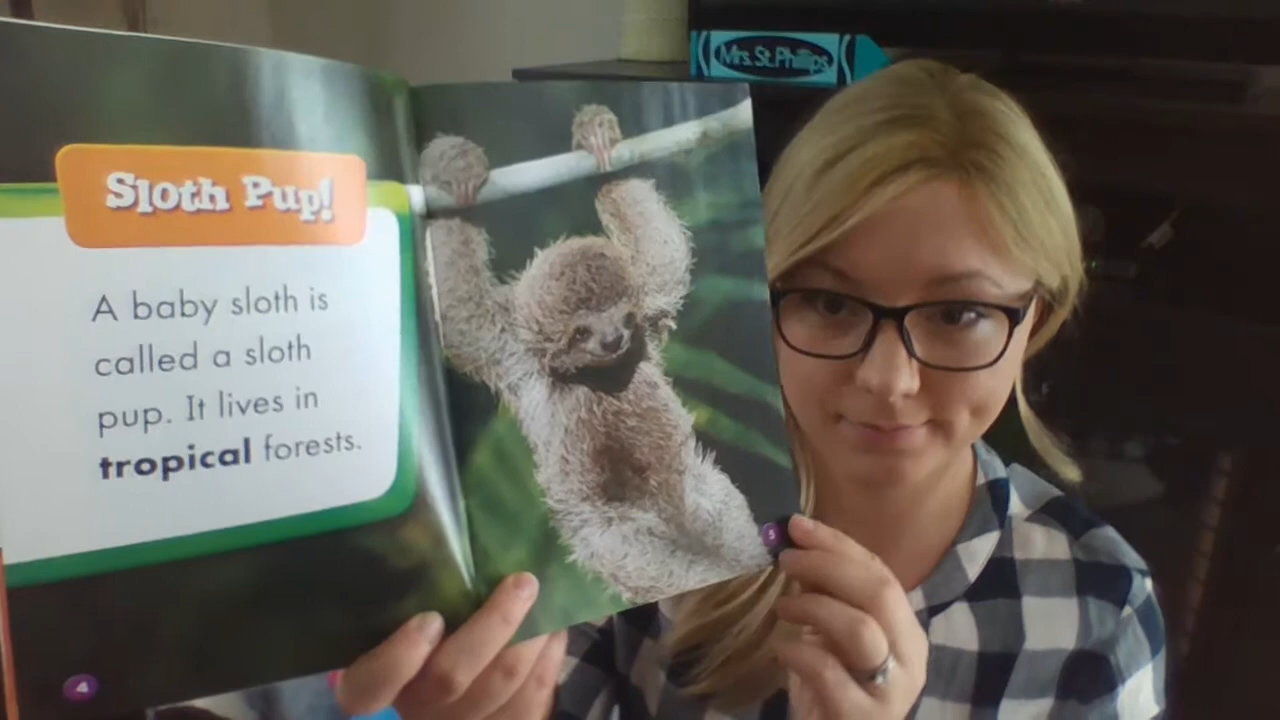 Mrs. St. Phillips
Sloth Pup!
A baby sloth is
called a sloth
pup. It lives in
tropical forests.
4
5